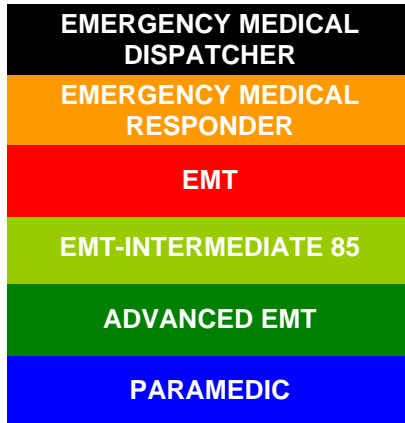 EMERGENCY MEDICAL
DISPATCHER
EMERGENCY MEDICAL
RESPONDER
EMT
EMT-INTERMEDIATE 85
ADVANCED EMT
PARAMEDIC